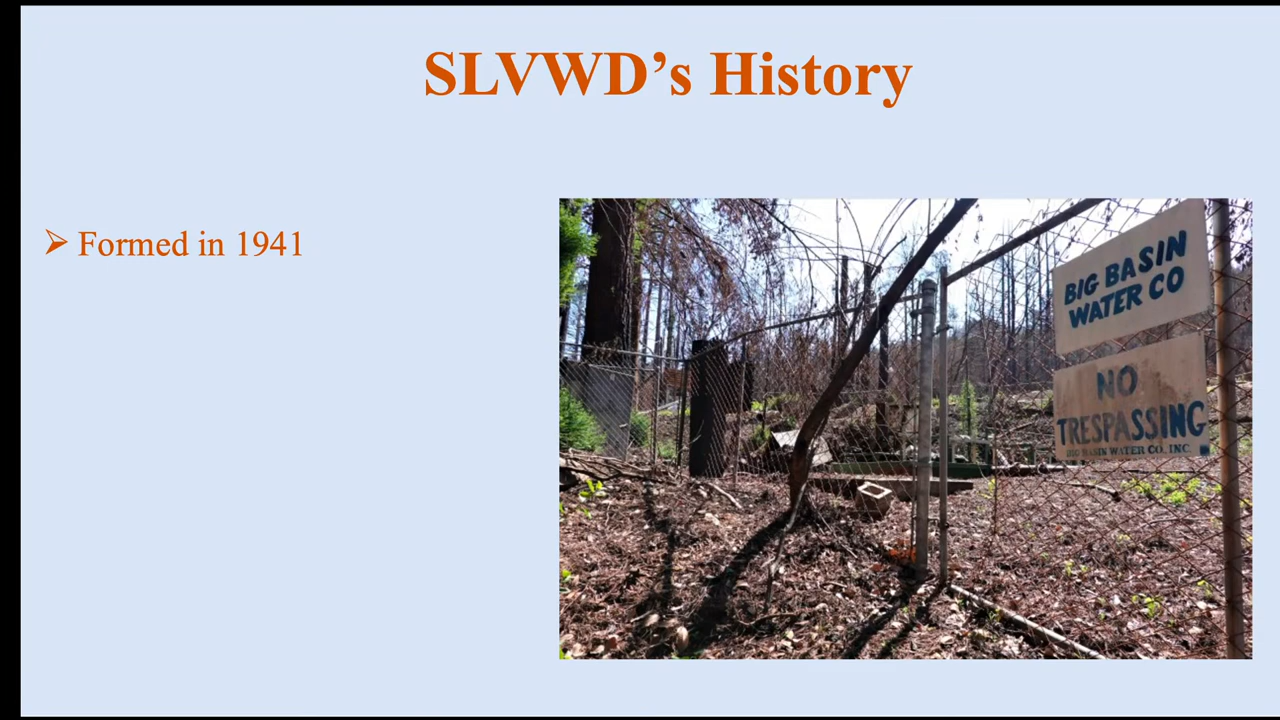 SLVWD’s History
Formed in 1941
BIG BASIN
WATER CO
NO
TRESPASSING
BIG BASIN WATER CO. INC.